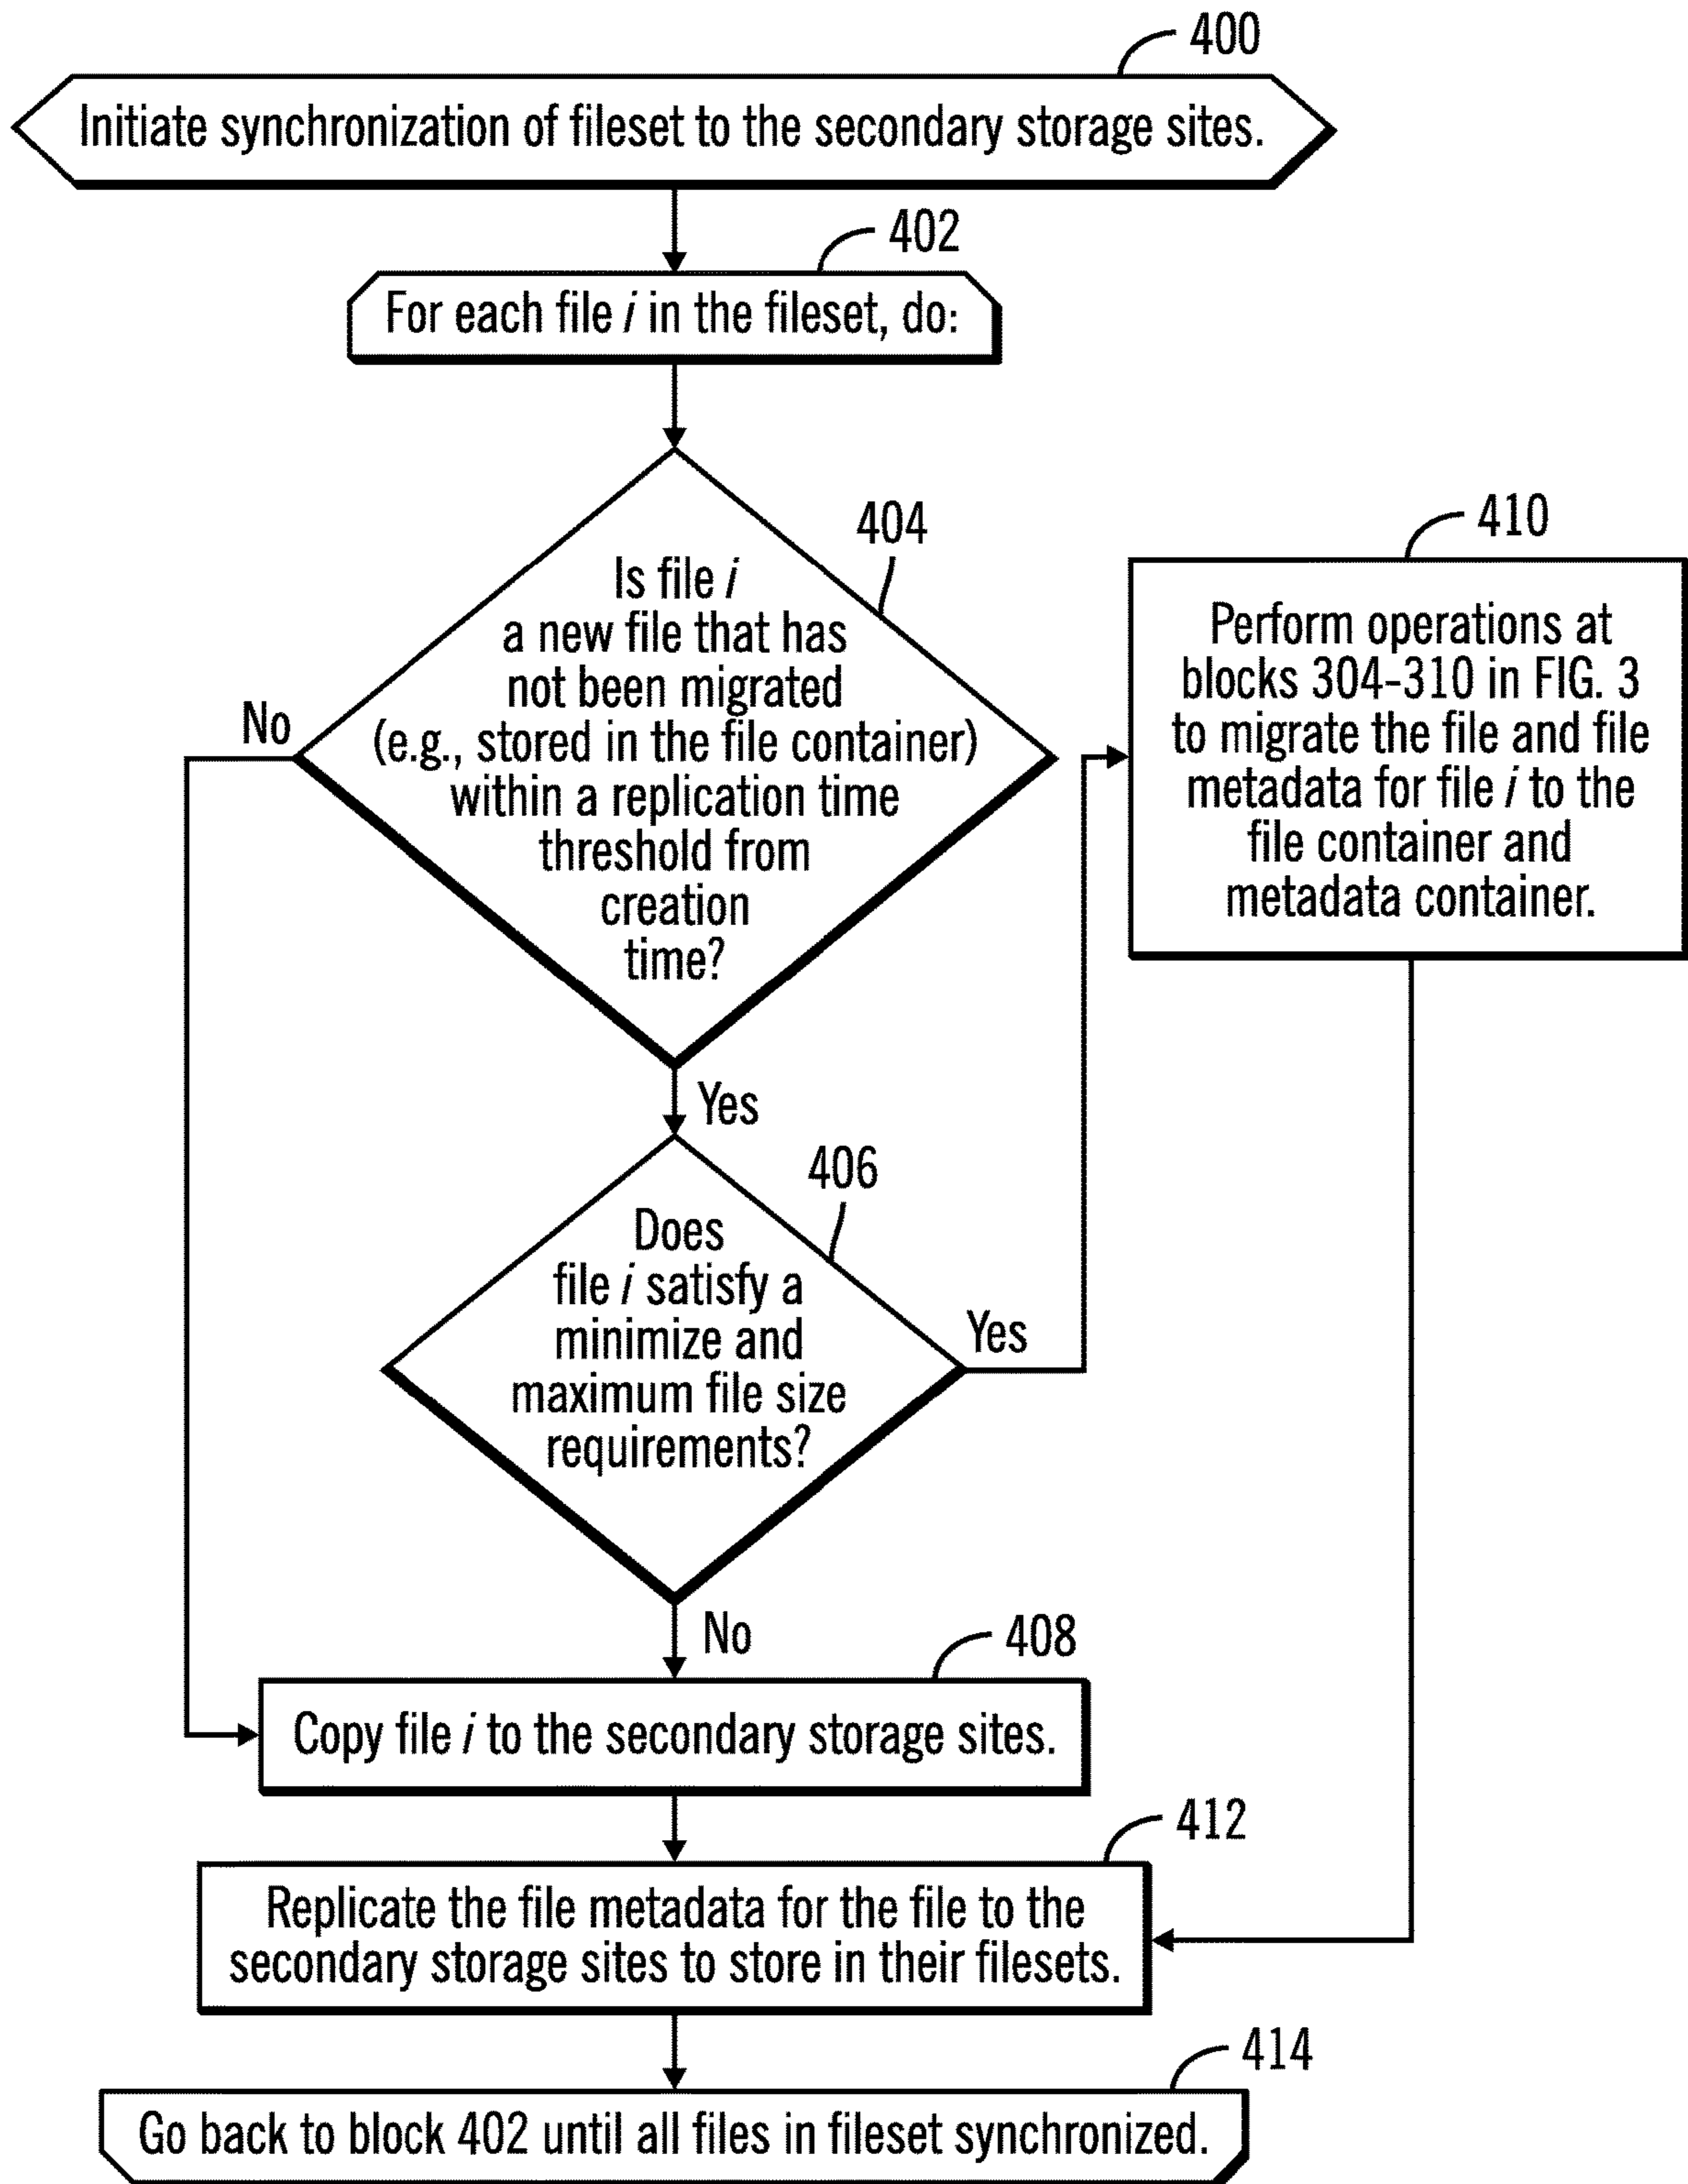 400
Initiate synchronization of fileset to the secondary storage sites.
402
For each file i in the fileset, do:
404
Is file i
a new file that has
not been migrated
(e.g., stored in the file container)
within a replication time
threshold from
creation
time?
No
Yes
410
Perform operations at
blocks 304-310 in FIG. 3
to migrate the file and file
metadata for file i to the
file container and
metadata container.
406
Does
file i satisfy a
minimize and
maximum file size
requirements?
Yes
No
408
Copy file i to the secondary storage sites.
412
Replicate the file metadata for the file to the
secondary storage sites to store in their filesets.
414
Go back to block 402 until all files in fileset synchronized.